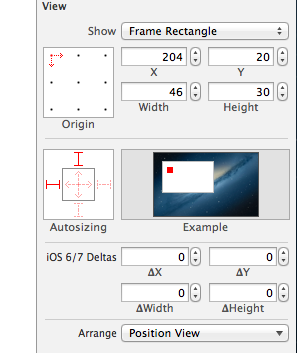 View
Show Frame Rectangle
204 20
X Y
46 30
Width Height
Origin
Autosizing Example
iOS 6/7 Deltas 0 0
ΔX ΔY
0 0
ΔWidth ΔHeight
Arrange Position View